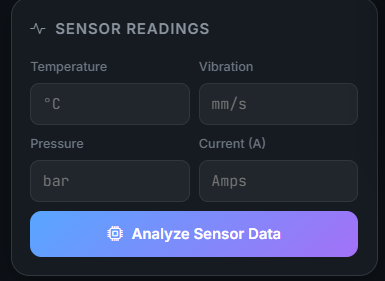 SENSOR READINGS
Temperature Vibration
°C mm/s
Pressure Current (A)
bar Amps
Analyze Sensor Data